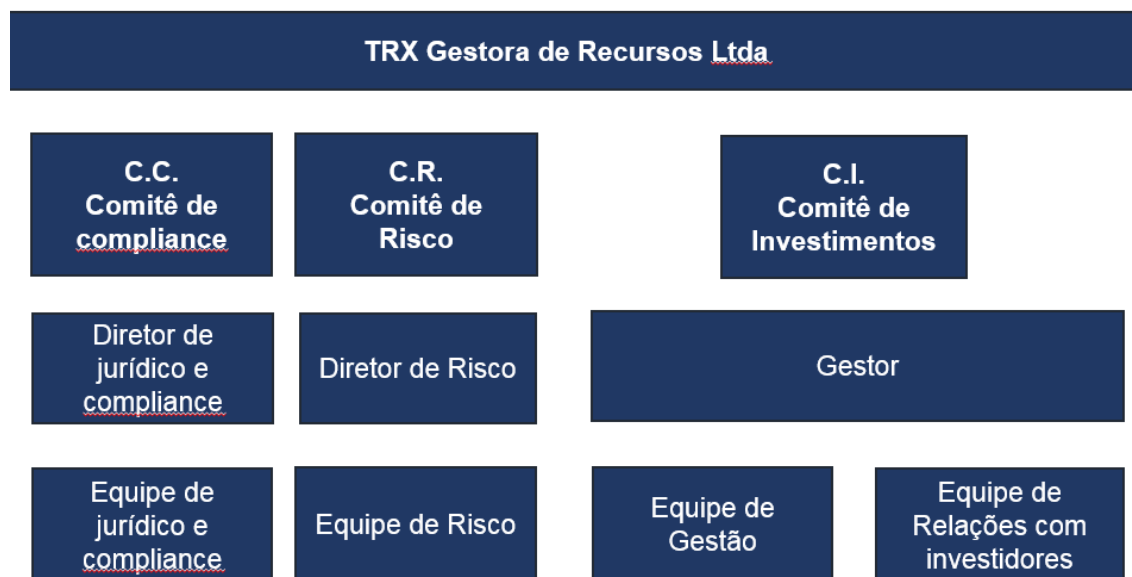 TRX Gestora de Recursos Ltda
C.C.
Comitê de
compliance
C.R.
Comitê de
Risco
C.I.
Comitê de
Investimentos
Diretor de
jurídico e
compliance
Diretor de Risco
Gestor
Equipe de
jurídico e
compliance
Equipe de Risco
Equipe de
Gestão
Equipe de
Relações com
investidores